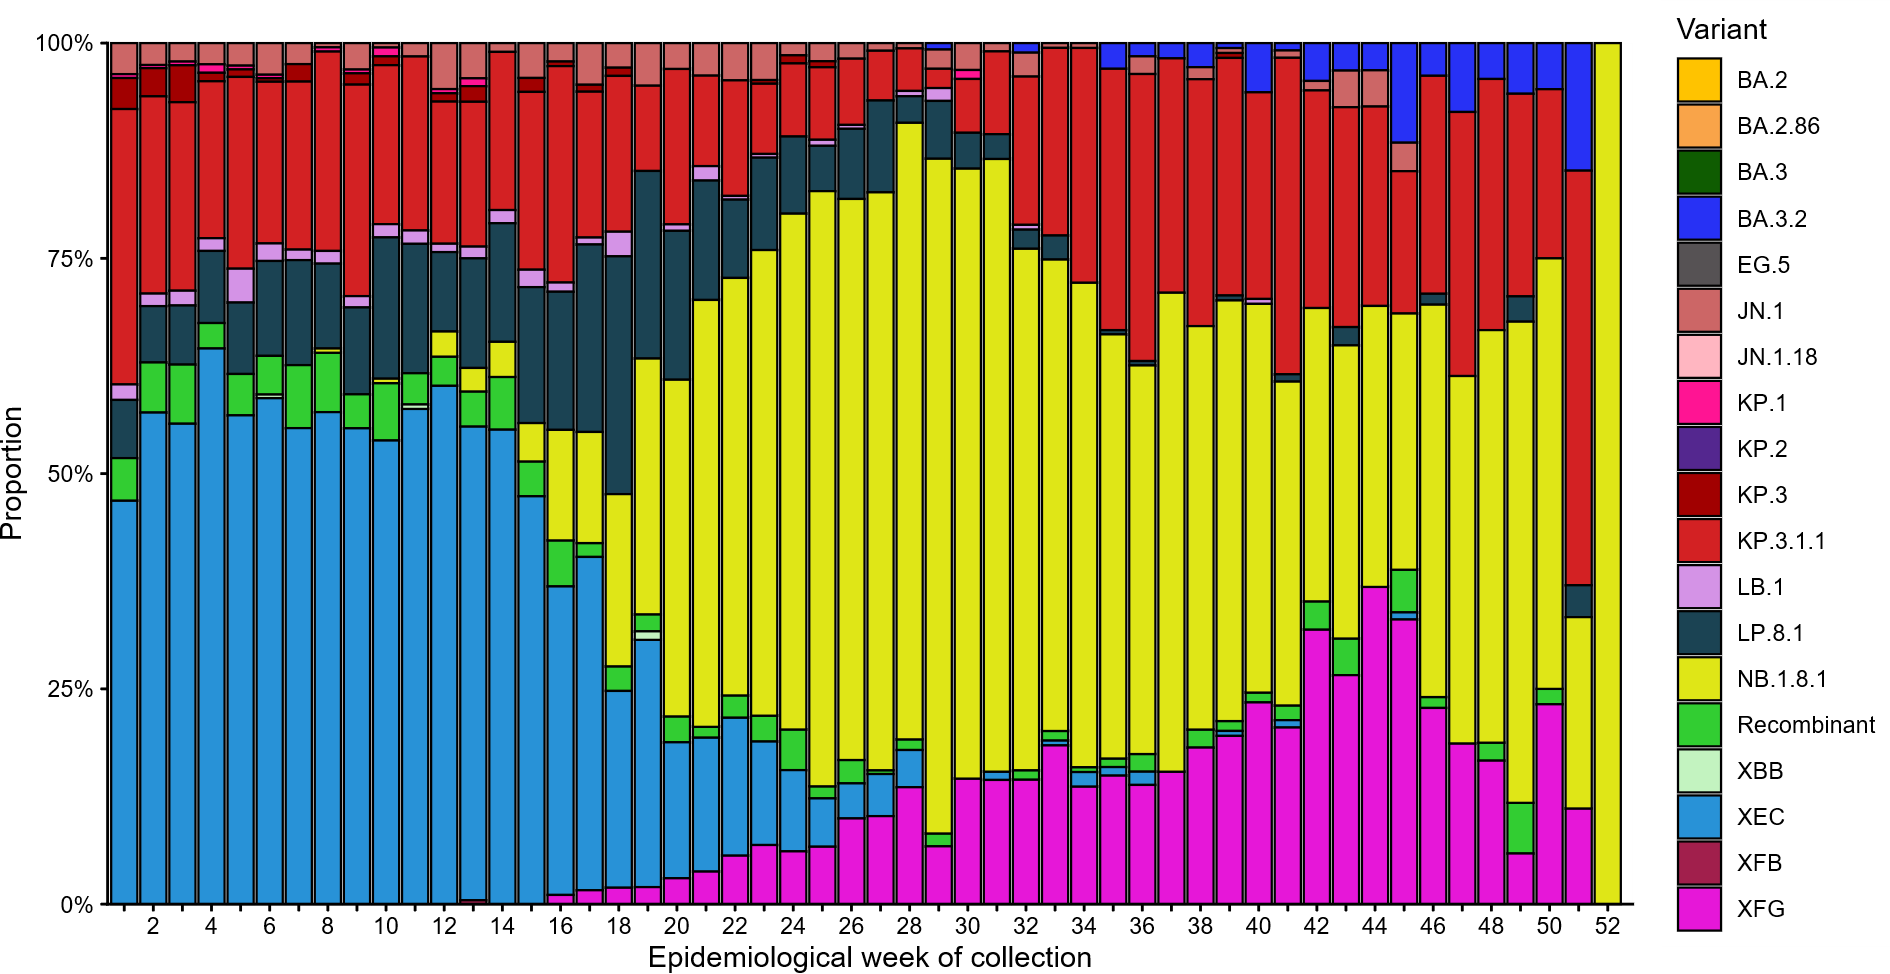 Variant
BA.2
BA.2.86
BA.3
BA.3.2
EG.5
JN.1
JN.1.18
KP.1
KP.2
KP.3
KP.3.1.1
LB.1
LP.8.1
NB.1.8.1
Recombinant
XBB
XEC
XFB
XFG
Proportion
100%
75%
50%
25%
0%
2 4 6 8 10 12 14 16 18 20 22 24 26 28 30 32 34 36 38 40 42 44 46 48 50 52
Epidemiological week of collection